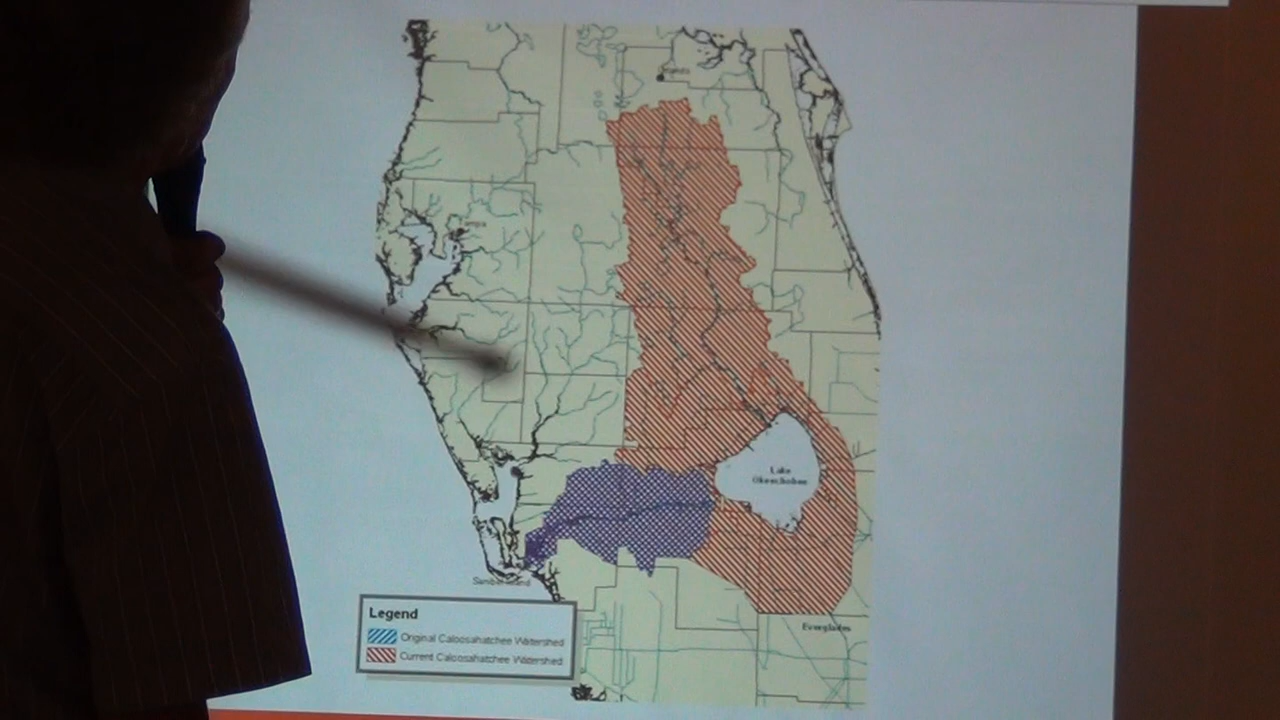 Lake
Okeechobee
Everglades
Legend
Original Caloosahatchee Watershed
Current Caloosahatchee Watershed